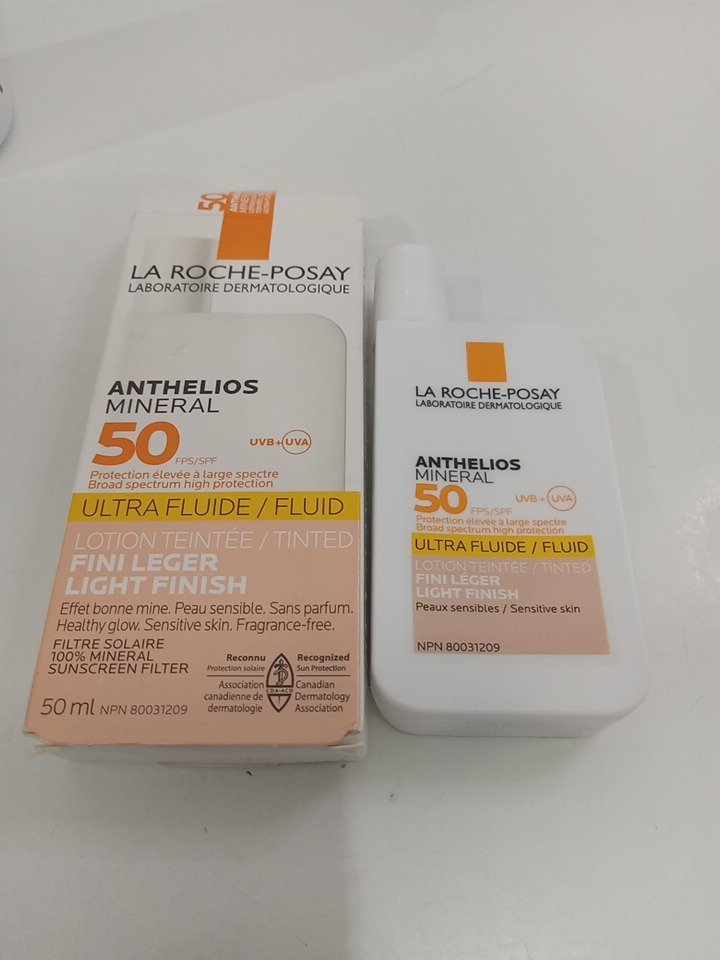 50
LA ROCHE-POSAY
LABORATOIRE DERMATOLOGIQUE
ANTHELIOS
MINERAL
50
FPS/SPF
UVB+UVA
Protection élevée à large spectre
Broad spectrum high protection
ULTRA FLUIDE / FLUID
LOTION TEINTÉE / TINTED
FINI LEGER
LIGHT FINISH
Effet bonne mine. Peau sensible. Sans parfum.
Healthy glow. Sensitive skin. Fragrance-free.
FILTRE SOLAIRE
100% MINERAL
SUNSCREEN FILTER
50 ml NPN 80031209
Reconnu
Protection solaire
Association
canadienne de
dermatologie
CDA-ACD
Recognized
Sun Protection
Canadian
Dermatology
Association
LA ROCHE-POSAY
LABORATOIRE DERMATOLOGIQUE
ANTHELIOS
MINERAL
50
FPS/SPF
UVB + UVA
Protection élevée à large spectre
Broad spectrum high protection
ULTRA FLUIDE / FLUID
LOTION TEINTÉE / TINTED
FINI LÉGER
LIGHT FINISH
Peaux sensibles / Sensitive skin
NPN 80031209